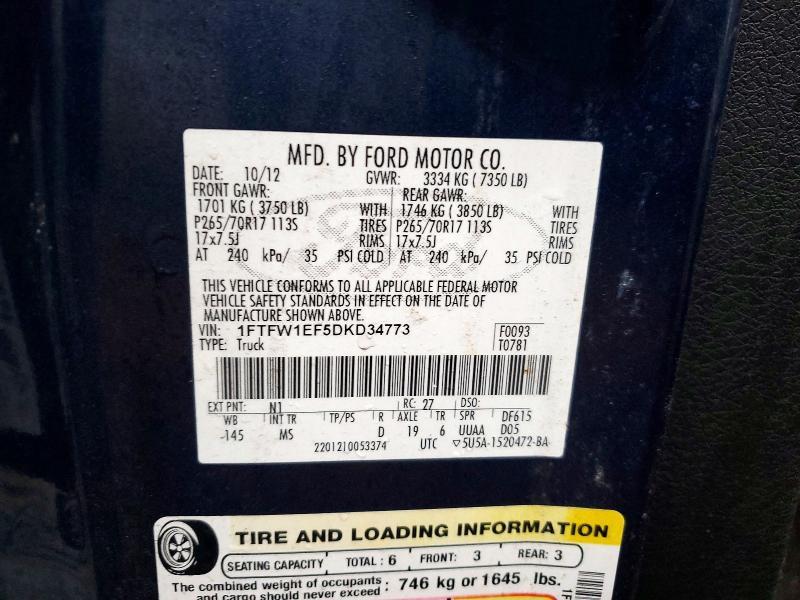 MFD. BY FORD MOTOR CO.
DATE: 10/12 GVWR: 3334 KG ( 7350 LB)
FRONT GAWR: REAR GAWR:
1701 KG ( 3750 LB) WITH 1746 KG ( 3850 LB) WITH
P265/70R17 113S TIRES P265/70R17 113S TIRES
17x7.5J RIMS 17x7.5J RIMS
AT 240 kPa/ 35 PSI COLD AT 240 kPa/ 35 PSI COLD
THIS VEHICLE CONFORMS TO ALL APPLICABLE FEDERAL MOTOR
VEHICLE SAFETY STANDARDS IN EFFECT ON THE DATE OF
MANUFACTURE SHOWN ABOVE.
VIN: 1FTFW1EF5DKD34773 F0093
TYPE: Truck T0781
EXT PNT: N1 RC: 27 DSO:
WB INT TR TP/PS R AXLE TR SPR DF615
-145 MS D 19 6 UUAA D05
2201210053374 UTC ▽5U5A-1520472-BA
TIRE AND LOADING INFORMATION
SEATING CAPACITY TOTAL : 6 FRONT: 3 REAR: 3
The combined weight of occupants : 746 kg or 1645 lbs.
and cargo should never exceed :